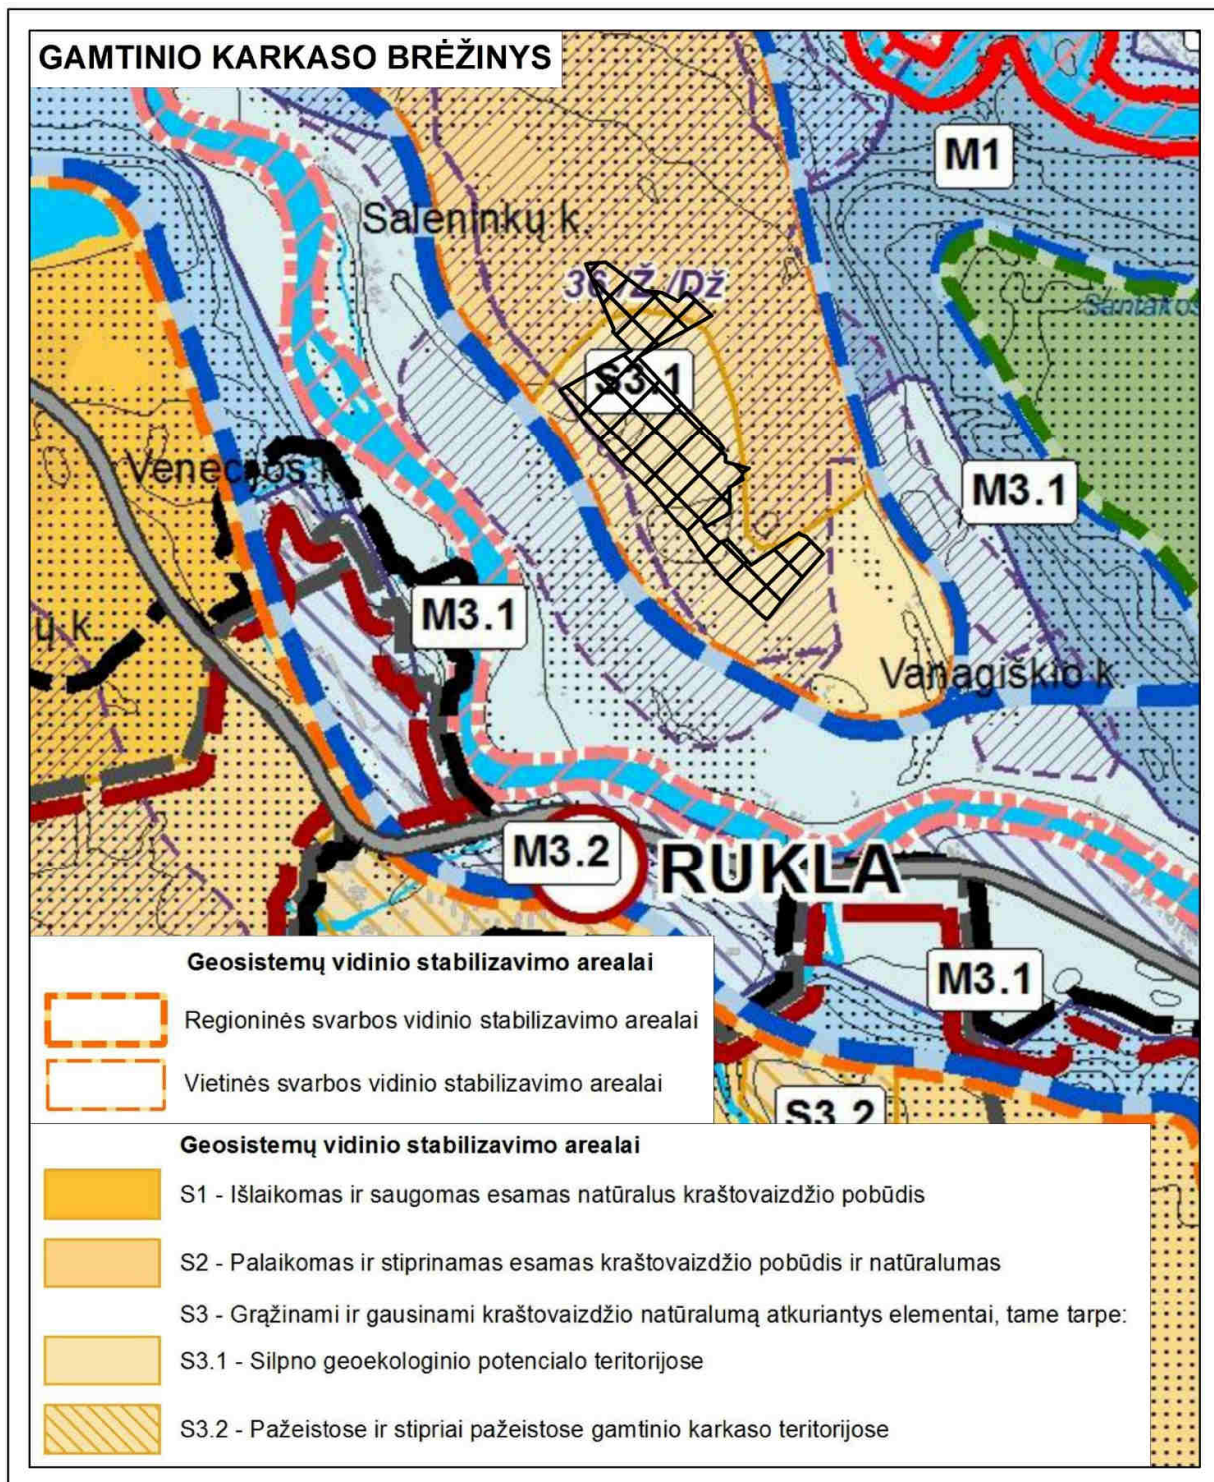 GAMTINIO KARKASO BRĖŽINYS
M1
Saleninkų k.
36 /Ž /Dž
Santakos
S3.1
Venecijos k.
M3.1
M3.1
ų k.
Vanagiškio k.
M3.2
RUKLA
M3.1
S3.2
Geosistemų vidinio stabilizavimo arealai
Regioninės svarbos vidinio stabilizavimo arealai
Vietinės svarbos vidinio stabilizavimo arealai
Geosistemų vidinio stabilizavimo arealai
S1 - Išlaikomas ir saugomas esamas natūralus kraštovaizdžio pobūdis
S2 - Palaikomas ir stiprinamas esamas kraštovaizdžio pobūdis ir natūralumas
S3 - Grąžinami ir gausinami kraštovaizdžio natūralumą atkuriantys elementai, tame tarpe:
S3.1 - Silpno geoekologinio potencialo teritorijose
S3.2 - Pažeistose ir stipriai pažeistose gamtinio karkaso teritorijose